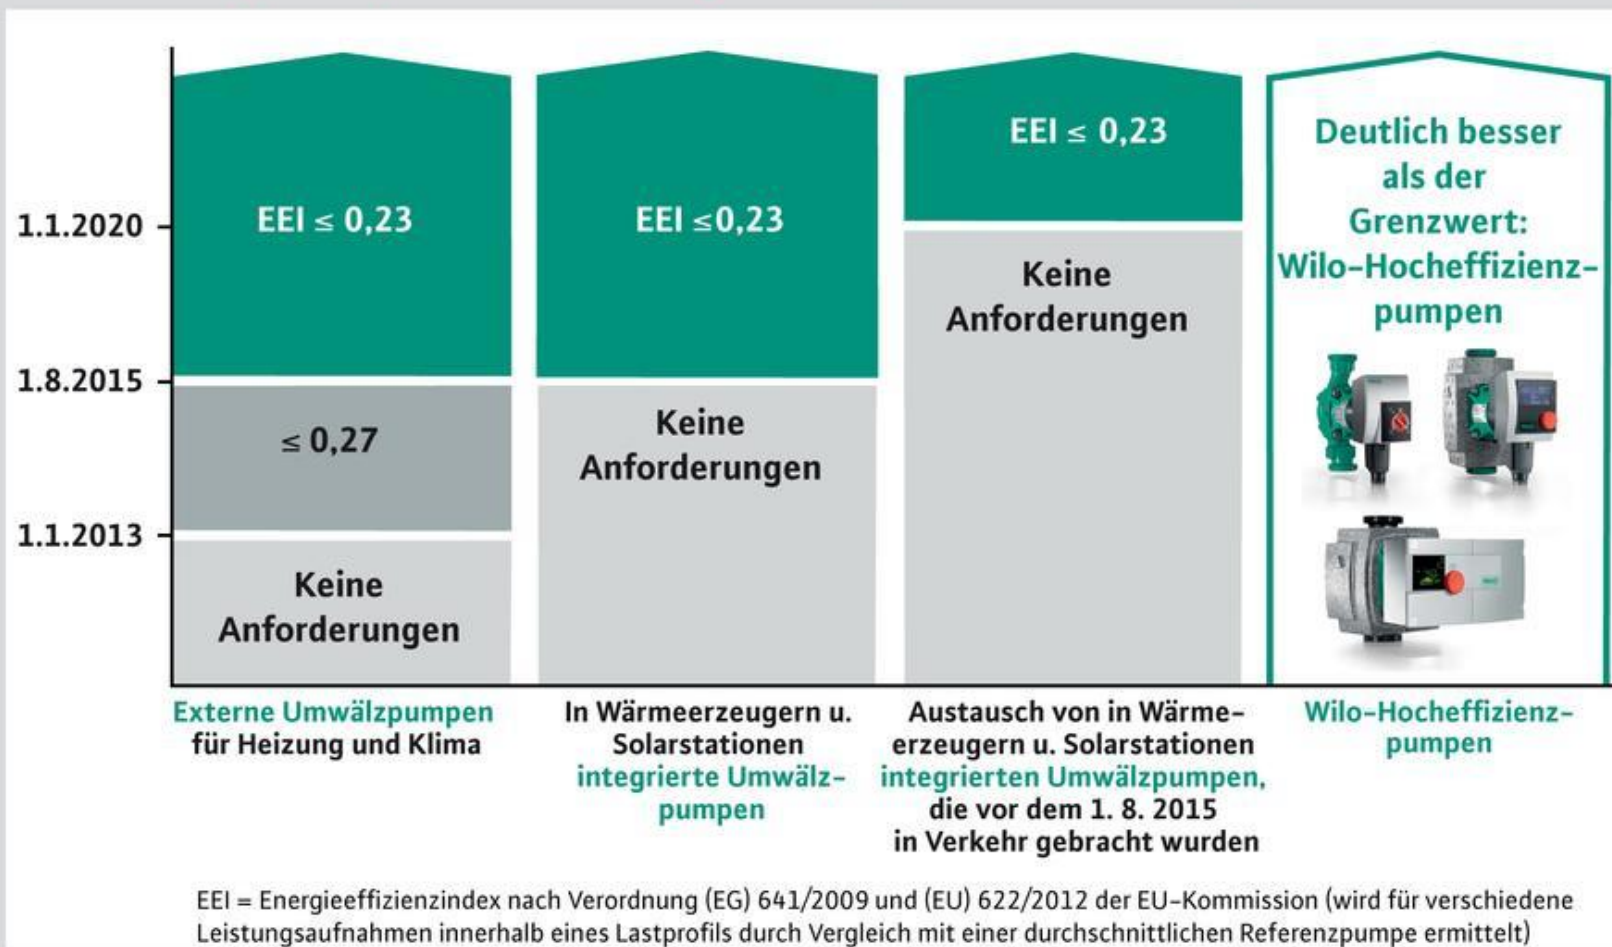 EEI ≤ 0,23
EEI ≤0,23
EEI ≤ 0,23
Deutlich besser
als der
Grenzwert:
Wilo-Hocheffizienz-
pumpen
1.1.2020
Keine
Anforderungen
1.8.2015
≤ 0,27
Keine
Anforderungen
1.1.2013
Keine
Anforderungen
Externe Umwälzpumpen
für Heizung und Klima
In Wärmeerzeugern u.
Solarstationen
integrierte Umwälz-
pumpen
Austausch von in Wärme-
erzeugern u. Solarstationen
integrierten Umwälzpumpen,
die vor dem 1. 8. 2015
in Verkehr gebracht wurden
Wilo-Hocheffizienz-
pumpen
EEI = Energieeffizienzindex nach Verordnung (EG) 641/2009 und (EU) 622/2012 der EU-Kommission (wird für verschiedene
Leistungsaufnahmen innerhalb eines Lastprofils durch Vergleich mit einer durchschnittlichen Referenzpumpe ermittelt)